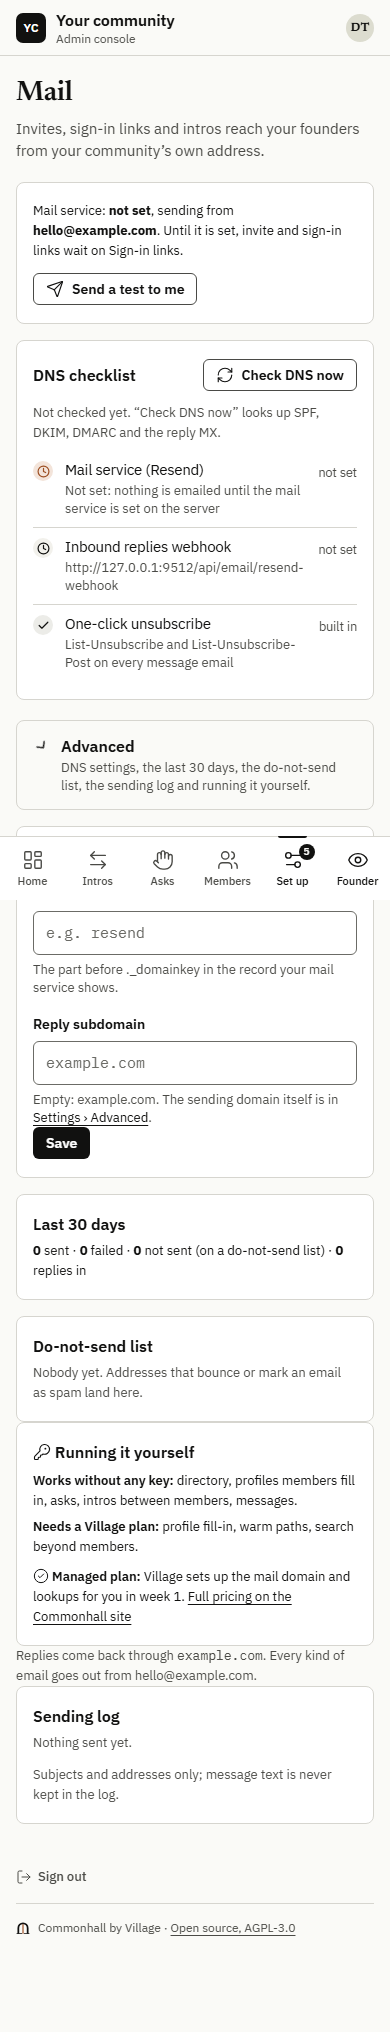 YC
Your community
Admin console
DT
Mail
Invites, sign-in links and intros reach your founders
from your community’s own address.
Mail service: not set, sending from
hello@example.com. Until it is set, invite and sign-in
links wait on Sign-in links.
Send a test to me
DNS checklist
Check DNS now
Not checked yet. “Check DNS now” looks up SPF,
DKIM, DMARC and the reply MX.
Mail service (Resend)
not set
Not set: nothing is emailed until the mail
service is set on the server
Inbound replies webhook
not set
http://127.0.0.1:9512/api/email/resend-
webhook
One-click unsubscribe
built in
List-Unsubscribe and List-Unsubscribe-
Post on every message email
Advanced
DNS settings, the last 30 days, the do-not-send
list, the sending log and running it yourself.
5
Home
Intros
Asks
Members
Set up
Founder
e.g. resend
The part before ._domainkey in the record your mail
service shows.
Reply subdomain
example.com
Empty: example.com. The sending domain itself is in
Settings › Advanced.
Save
Last 30 days
0 sent · 0 failed · 0 not sent (on a do-not-send list) · 0
replies in
Do-not-send list
Nobody yet. Addresses that bounce or mark an email
as spam land here.
Running it yourself
Works without any key: directory, profiles members fill
in, asks, intros between members, messages.
Needs a Village plan: profile fill-in, warm paths, search
beyond members.
Managed plan: Village sets up the mail domain and
lookups for you in week 1. Full pricing on the
Commonhall site
Replies come back through example.com. Every kind of
email goes out from hello@example.com.
Sending log
Nothing sent yet.
Subjects and addresses only; message text is never
kept in the log.
Sign out
Commonhall by Village · Open source, AGPL-3.0